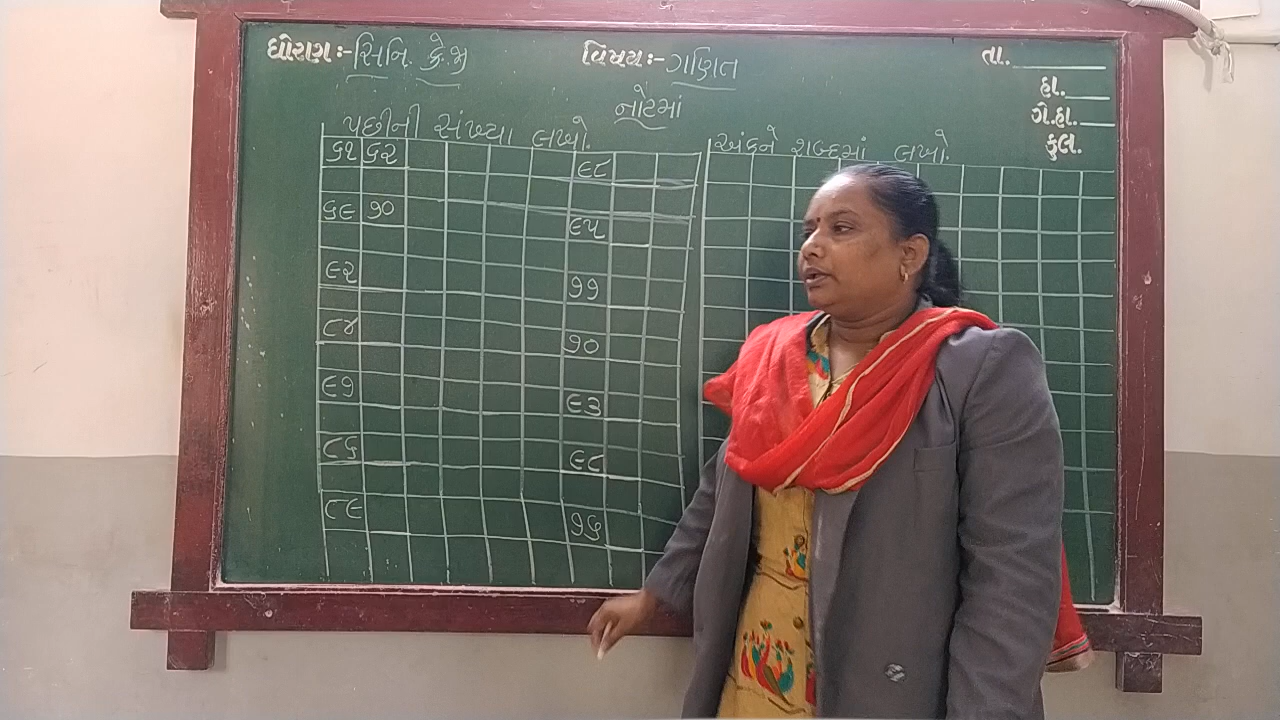 ધોરણ :- સિનિ. કે.જી વિષય :- ગણિત તા.
હા.
નોટમાં ગે.હા.
કુલ.
પછીની સંખ્યા લખો. અંકને શબ્દમાં લખો.
૬૧ ૬૨ ૯૮
૬૯ ૭૦ ૯૫
૯૨ ૭૭
૮૪ ૭૦
૯૭ ૯૩
૮૬ ૯૮
૮૯ ૭૬